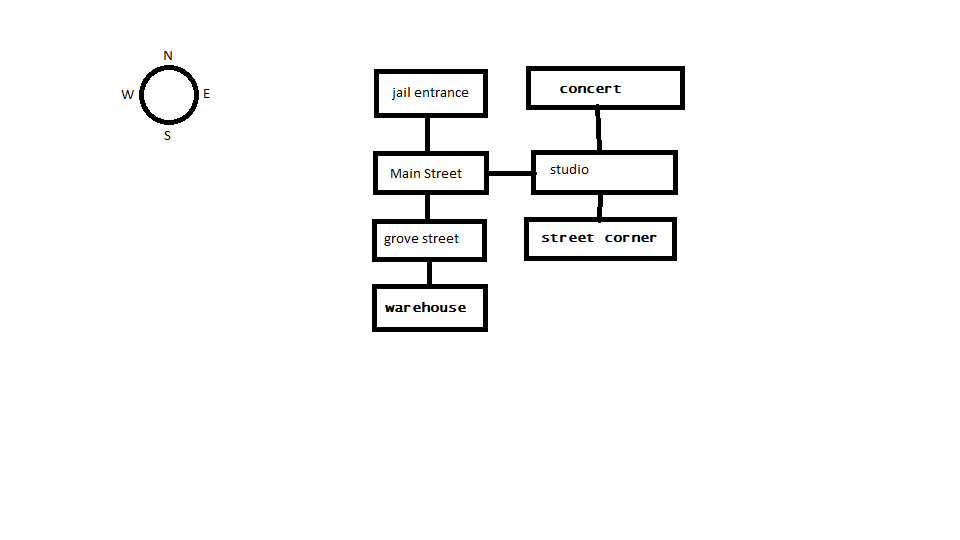 N
W
E
S
jail entrance
concert
Main Street
studio
grove street
street corner
warehouse